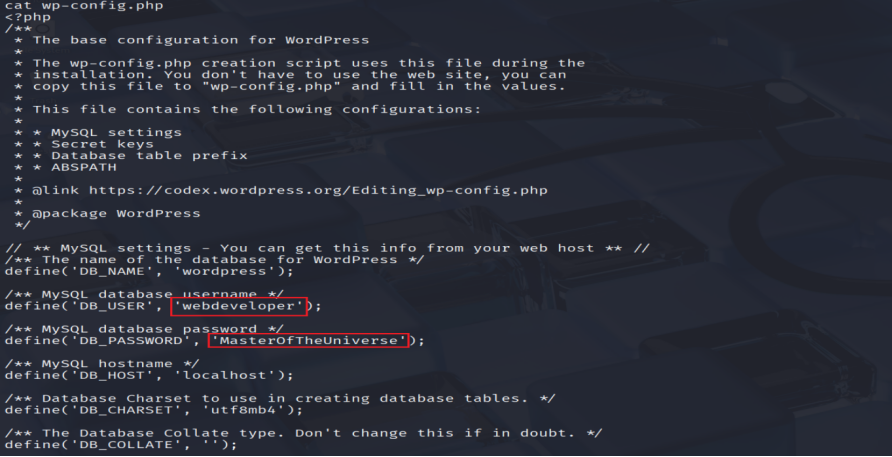 cat wp-config.php
<?php
/**
 * The base configuration for WordPress
 *
 * The wp-config.php creation script uses this file during the
 * installation. You don't have to use the web site, you can
 * copy this file to "wp-config.php" and fill in the values.
 *
 * This file contains the following configurations:
 *
 * * MySQL settings
 * * Secret keys
 * * Database table prefix
 * * ABSPATH
 *
 * @link https://codex.wordpress.org/Editing_wp-config.php
 *
 * @package WordPress
 */

// ** MySQL settings - You can get this info from your web host ** //
/** The name of the database for WordPress */
define('DB_NAME', 'wordpress');

/** MySQL database username */
define('DB_USER', 'webdeveloper');

/** MySQL database password */
define('DB_PASSWORD', 'MasterOfTheUniverse');

/** MySQL hostname */
define('DB_HOST', 'localhost');

/** Database Charset to use in creating database tables. */
define('DB_CHARSET', 'utf8mb4');

/** The Database Collate type. Don't change this if in doubt. */
define('DB_COLLATE', '');